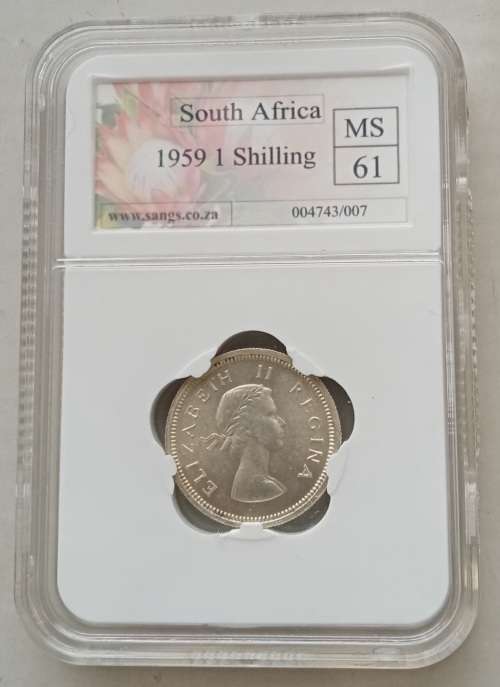 South Africa
MS
1959 1 Shilling
61
www.sangs.co.za
004743/007
ELIZABETH II REGINA